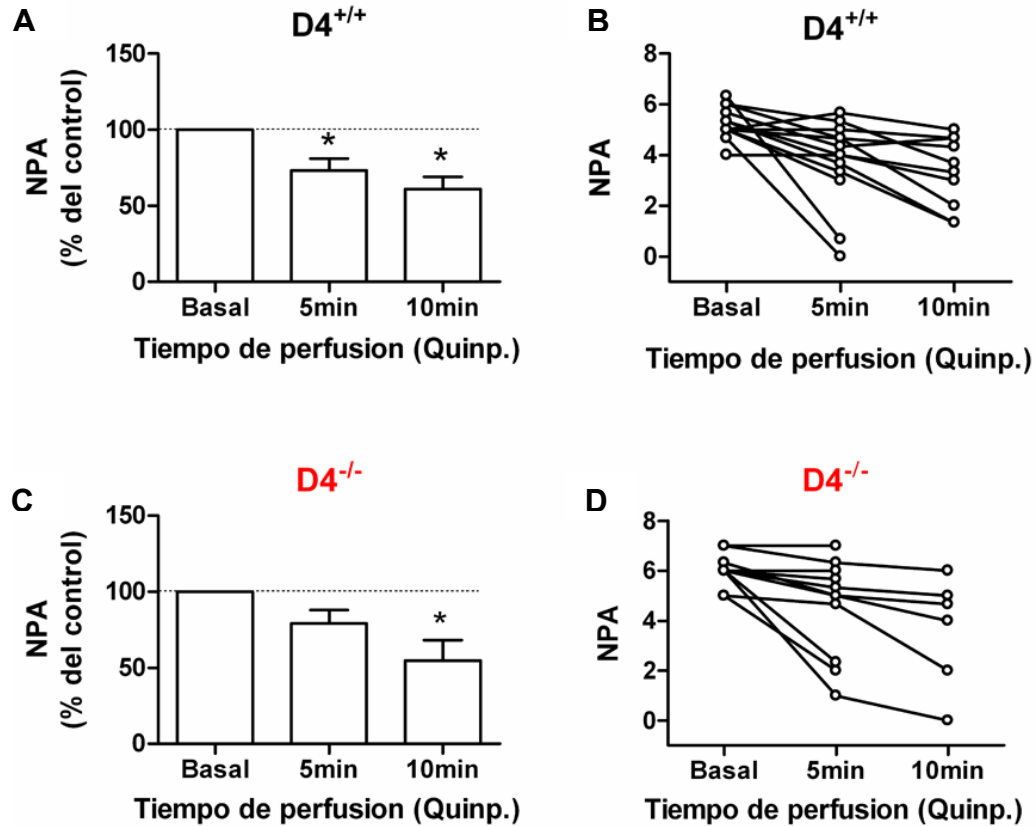 A
D4+/+
150
100
50
0
NPA
(% del control)
*
*
Basal 5min 10min
Tiempo de perfusion (Quinp.)
B
D4+/+
8
6
4
2
0
NPA
Basal 5min 10min
Tiempo de perfusion (Quinp.)
C
D4-/-
150
100
50
0
NPA
(% del control)
*
Basal 5min 10min
Tiempo de perfusion (Quinp.)
D
D4-/-
8
6
4
2
0
NPA
Basal 5min 10min
Tiempo de perfusion (Quinp.)